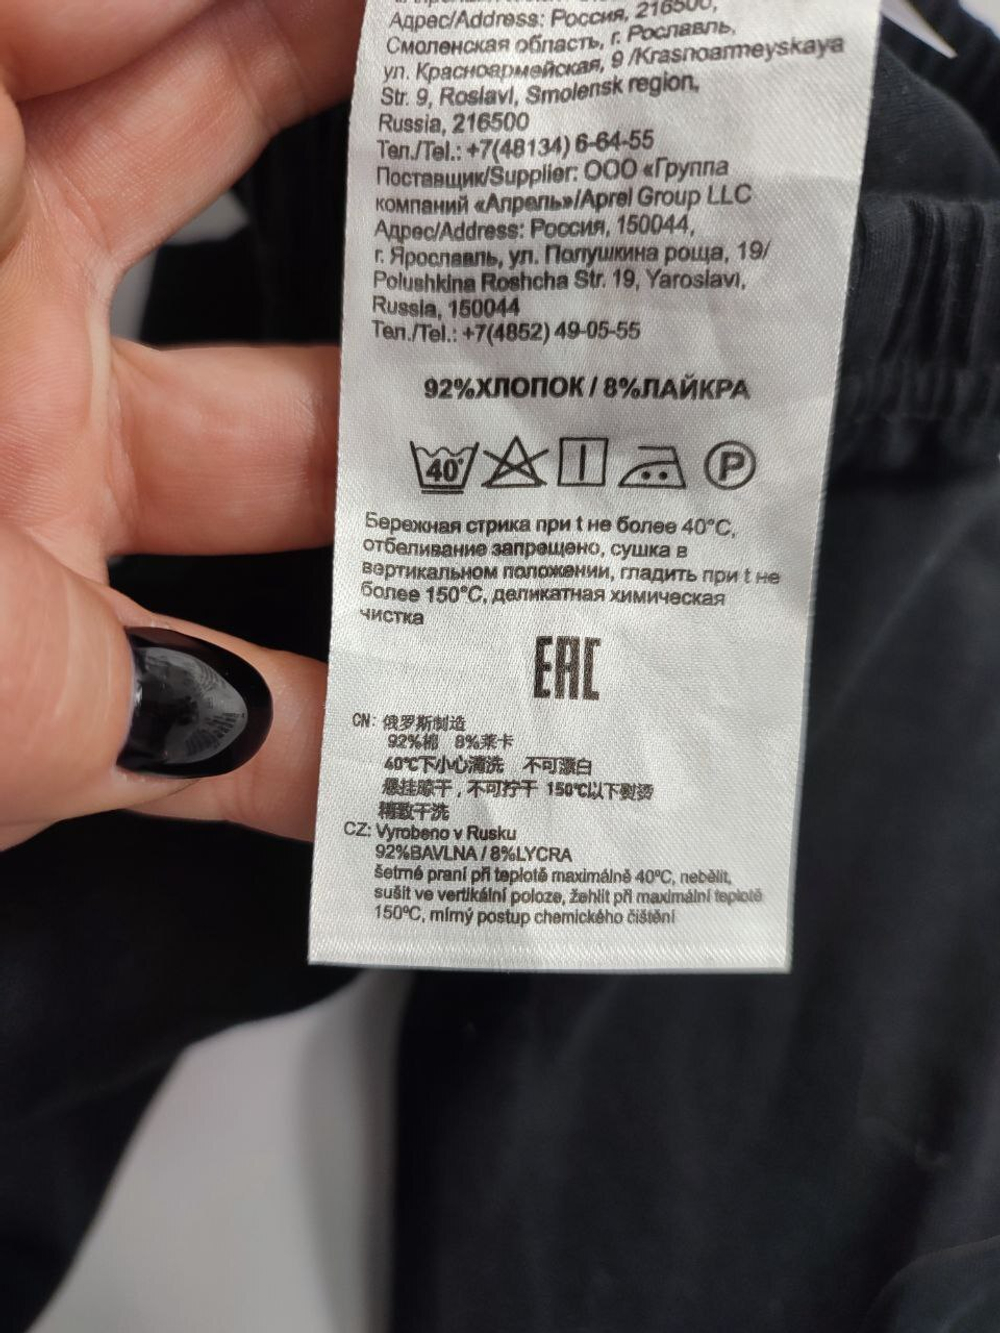 Адрес/Address: Россия, 216500,
Смоленская область, г. Рославль,
ул. Красноармейская, 9 /Krasnoarmeyskaya
Str. 9, Roslavl, Smolensk region,
Russia, 216500
Тел./Tel.: +7(48134) 6-64-55
Поставщик/Supplier: ООО «Группа
компаний «Апрель»/Aprel Group LLC
Адрес/Address: Россия, 150044,
г. Ярославль, ул. Полушкина роща, 19/
Polushkina Roshcha Str. 19, Yaroslavl,
Russia, 150044
Тел./Tel.: +7(4852) 49-05-55
92%ХЛОПОК / 8%ЛАЙКРА
40° P
Бережная стрика при t не более 40°C,
отбеливание запрещено, сушка в
вертикальном положении, гладить при t не
более 150°C, деликатная химическая
чистка
EAC
CN: 俄罗斯制造
92%棉 8%莱卡
40℃下小心清洗 不可漂白
悬挂晾干，不可拧干 150℃以下熨烫
精致干洗
CZ: Vyrobeno v Rusku
92%BAVLNA / 8%LYCRA
šetrné praní při teplotě maximálně 40ºC, nebělit,
sušit ve vertikální poloze, žehlit při maximální teplotě
150ºC, mírný postup chemického čištění